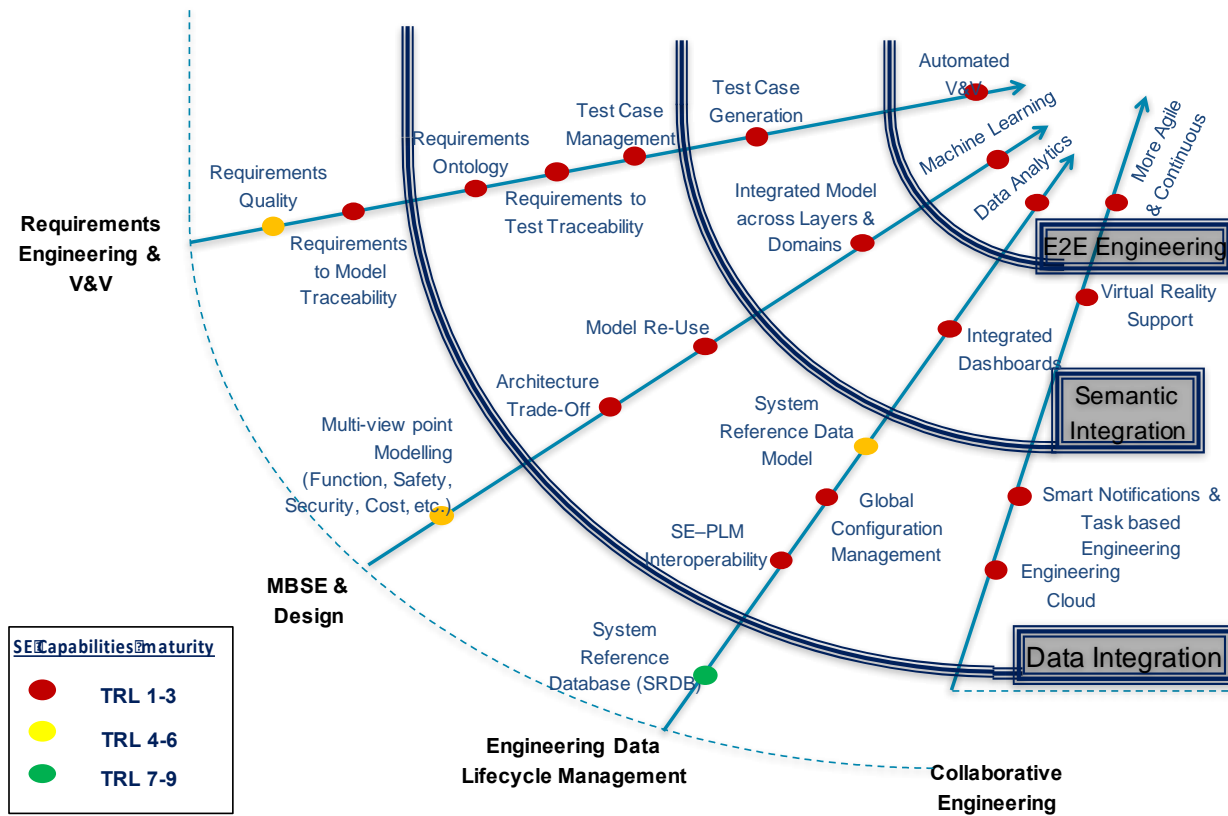 Automated
V&V
Test Case
Generation
Test Case
Management
Requirements
Ontology
Requirements
Quality
Requirements to
Test Traceability
Requirements
to Model
Traceability
Requirements
Engineering &
V&V
Machine Learning
Data Analytics
More Agile
& Continuous
Integrated Model
across Layers &
Domains
E2E Engineering
Virtual Reality
Support
Model Re-Use
Integrated
Dashboards
Architecture
Trade-Off
Semantic
Integration
System
Reference Data
Model
Multi-view point
Modelling
(Function, Safety,
Security, Cost, etc.)
Smart Notifications &
Task based
Engineering
Global
Configuration
Management
SE–PLM
Interoperability
Engineering
Cloud
MBSE &
Design
System
Reference
Database (SRDB)
Data Integration
SE Capabilities maturity
TRL 1-3
TRL 4-6
TRL 7-9
Engineering Data
Lifecycle Management
Collaborative
Engineering